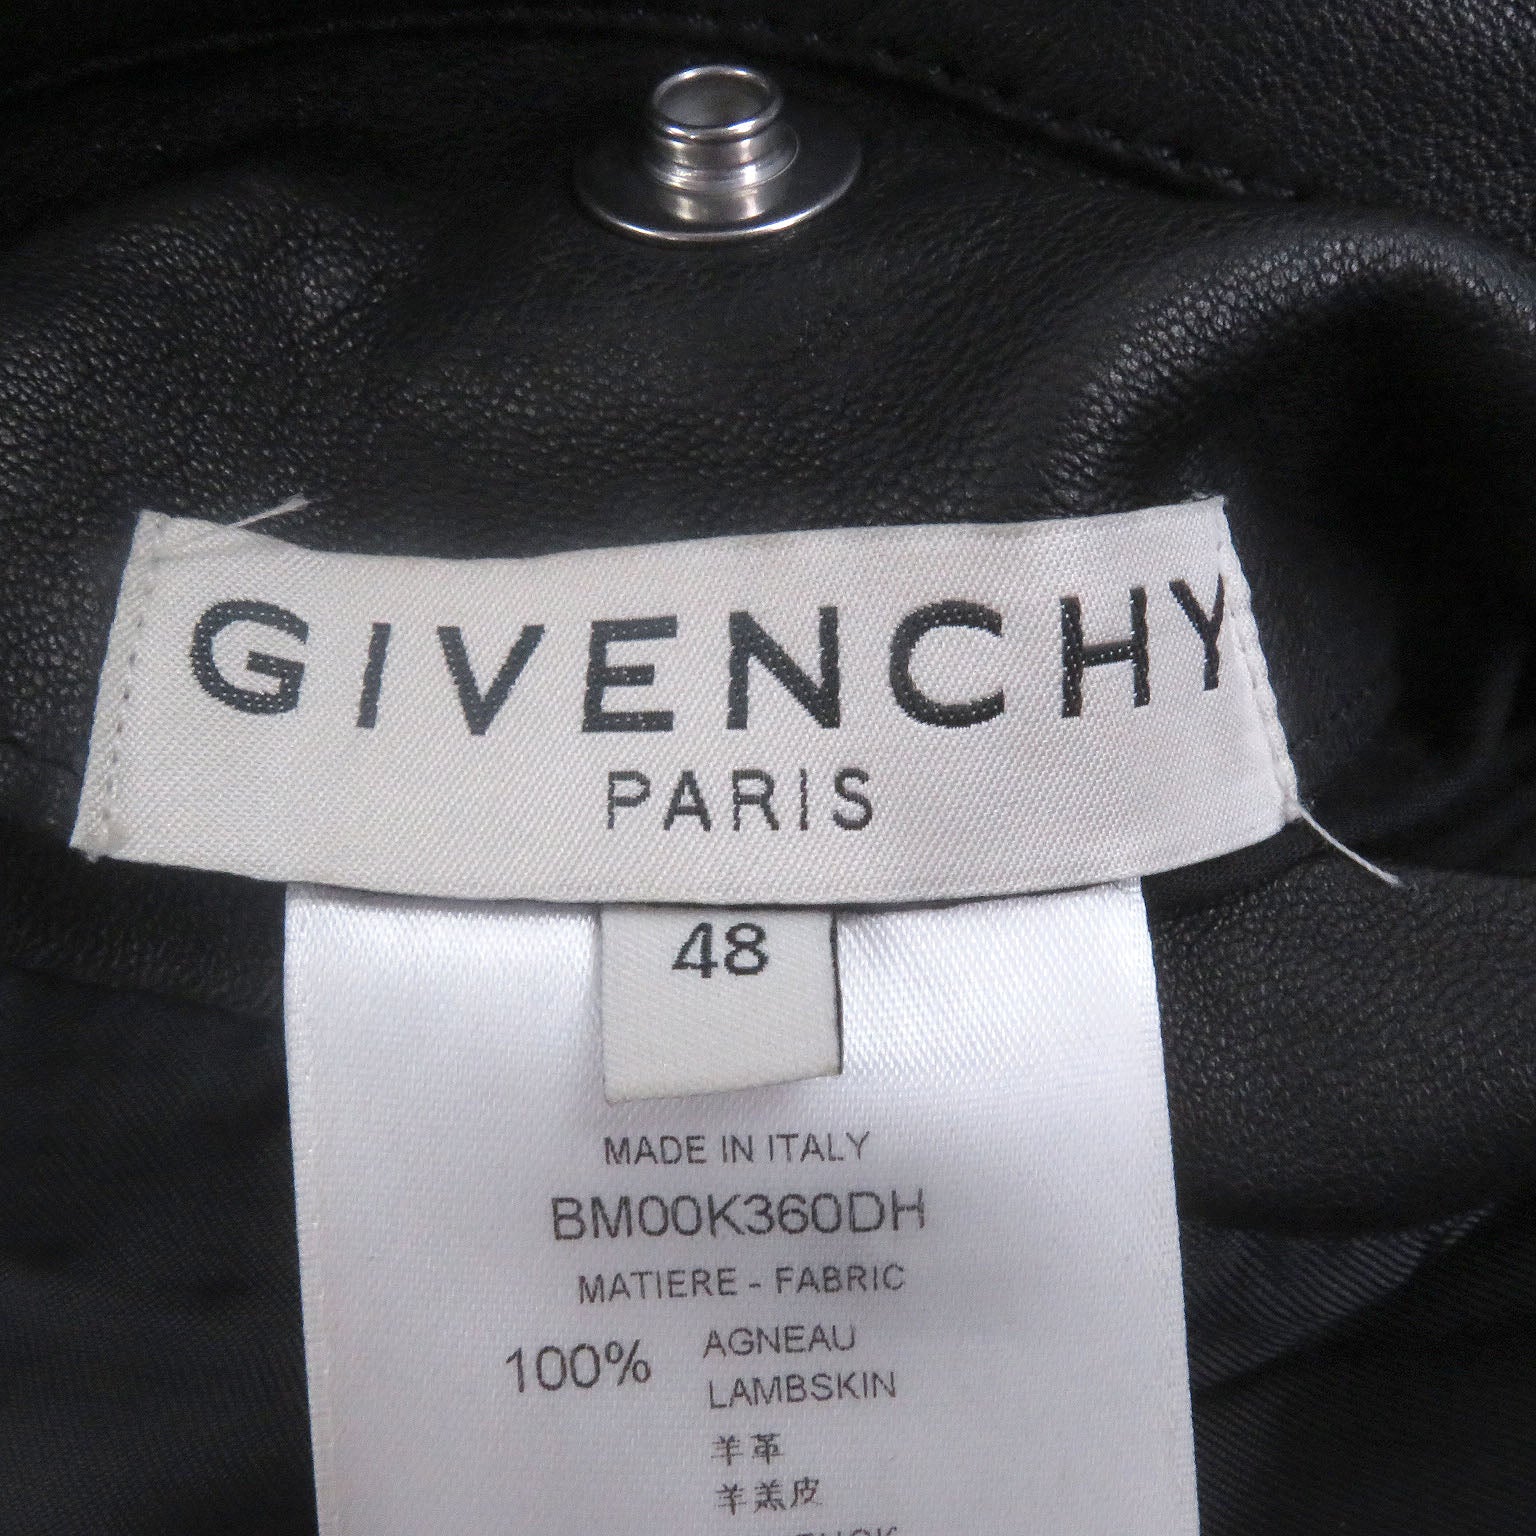 GIVENCHY
PARIS
48
MADE IN ITALY
BM00K360DH
MATIERE - FABRIC
100% AGNEAU
LAMBSKIN
羊革
羊羔皮